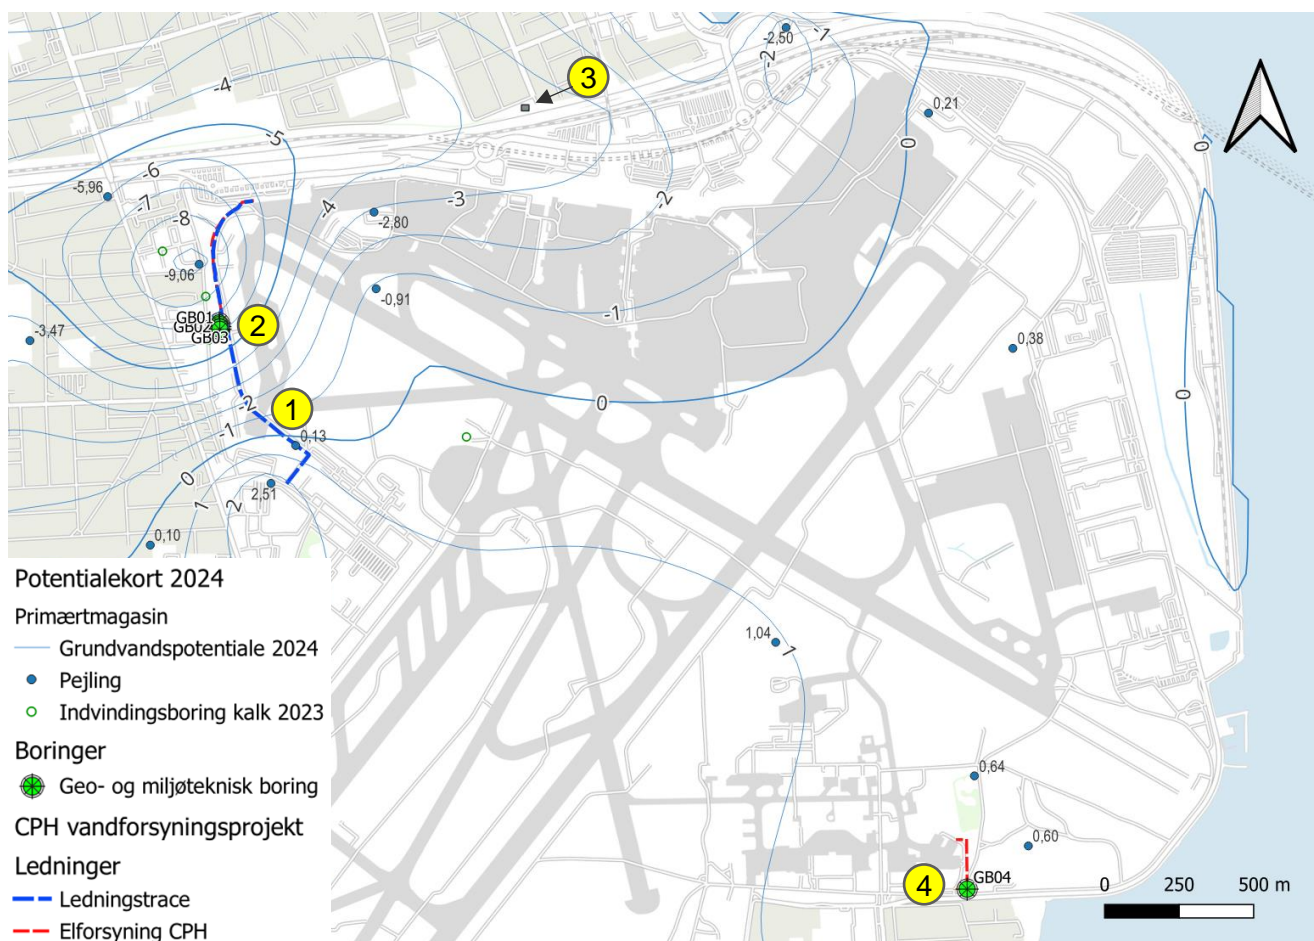 -2,50
-1
-2
3
-4
0,21
0
0
-5
-6
-5,96
-7
-3
-2
-4
-8
-2,80
-9,06
-0,91
-1
GB01
GB02
GB03
2
-3,47
0,38
0
-2
1
0
-1
0,13
0
2,51
1
2
0,10
Potentialekort 2024
Primærtmagasin
Grundvandspotentiale 2024
Pejling
Indvindingsboring kalk 2023
Boringer
Geo- og miljøteknisk boring
CPH vandforsyningsprojekt
Ledninger
Ledningstrace
Elforsyning CPH
1,04
1
0,64
0,60
4
GB04
0 250 500 m